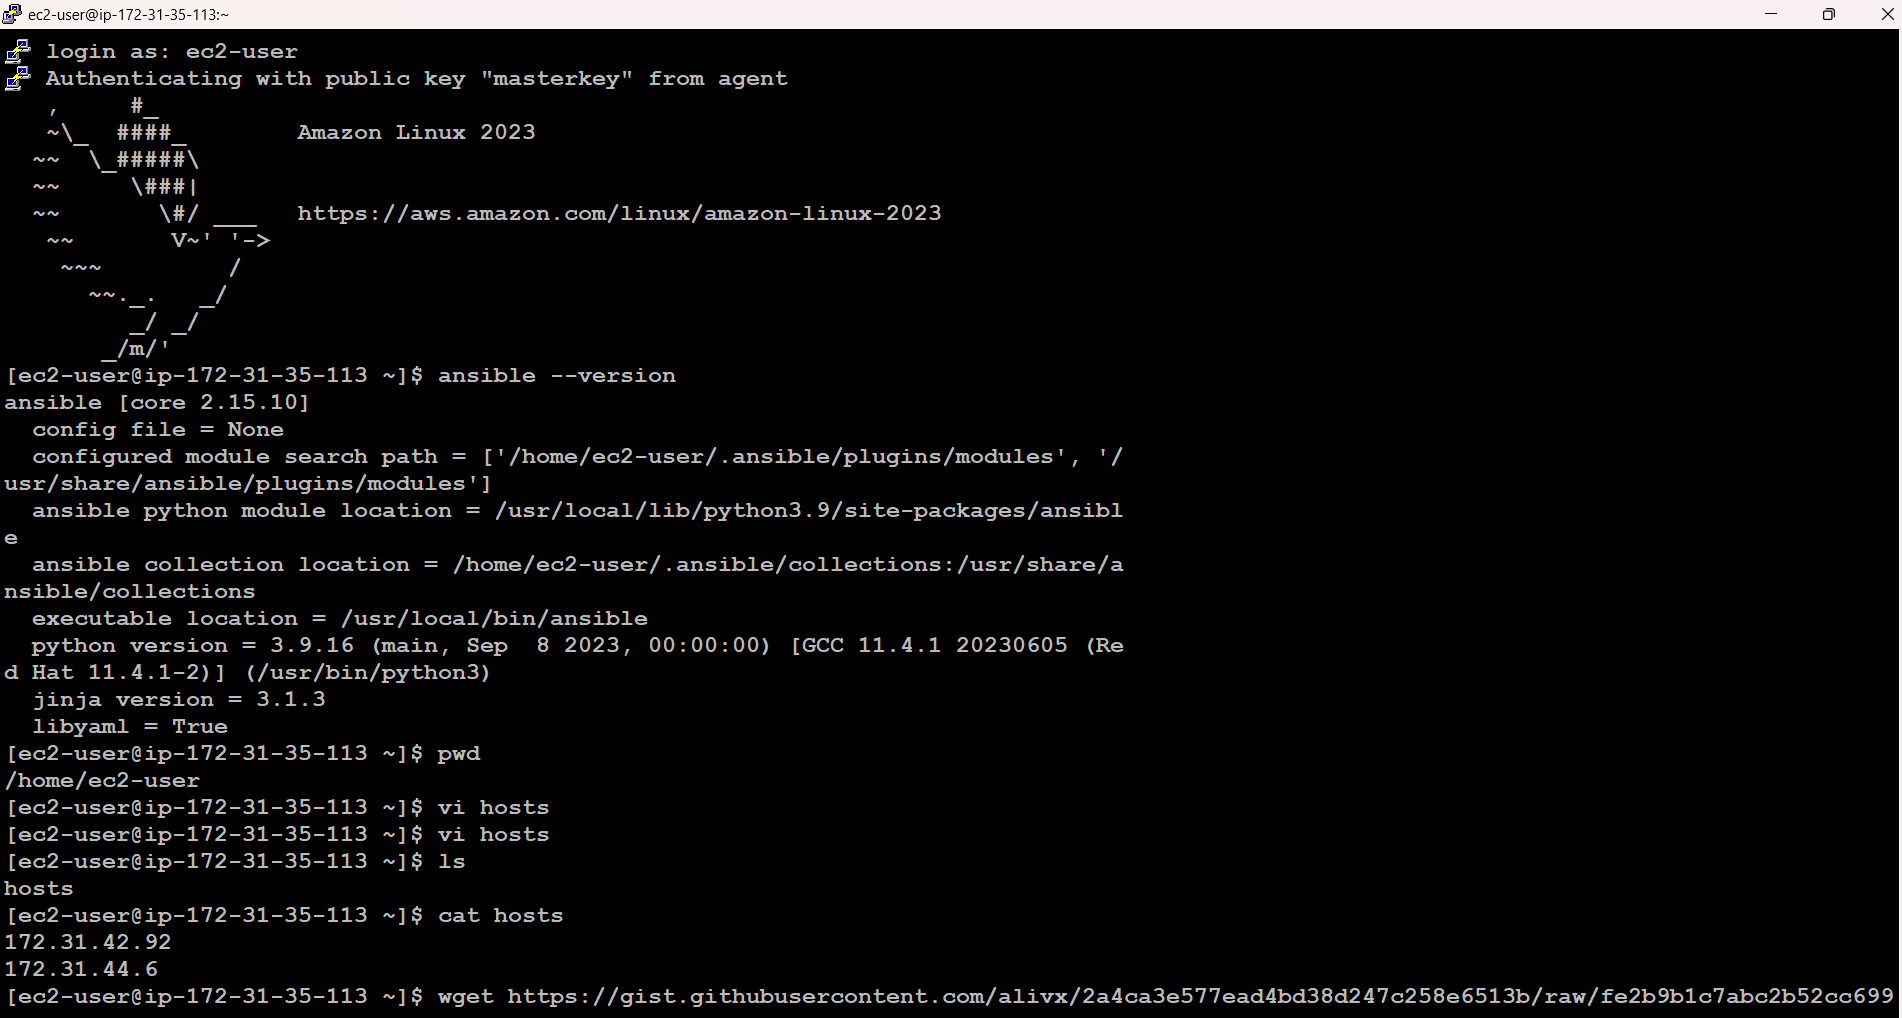 ec2-user@ip-172-31-35-113:~
login as: ec2-user
Authenticating with public key "masterkey" from agent
   ,     #_
   ~\_  ####_        Amazon Linux 2023
  ~~  \_#####\
  ~~     \###|
  ~~       \#/ ___   https://aws.amazon.com/linux/amazon-linux-2023
   ~~       V~' '->
    ~~~         /
      ~~._.   _/
         _/ _/
       _/m/'
[ec2-user@ip-172-31-35-113 ~]$ ansible --version
ansible [core 2.15.10]
  config file = None
  configured module search path = ['/home/ec2-user/.ansible/plugins/modules', '/
usr/share/ansible/plugins/modules']
  ansible python module location = /usr/local/lib/python3.9/site-packages/ansibl
e
  ansible collection location = /home/ec2-user/.ansible/collections:/usr/share/a
nsible/collections
  executable location = /usr/local/bin/ansible
  python version = 3.9.16 (main, Sep  8 2023, 00:00:00) [GCC 11.4.1 20230605 (Re
d Hat 11.4.1-2)] (/usr/bin/python3)
  jinja version = 3.1.3
  libyaml = True
[ec2-user@ip-172-31-35-113 ~]$ pwd
/home/ec2-user
[ec2-user@ip-172-31-35-113 ~]$ vi hosts
[ec2-user@ip-172-31-35-113 ~]$ vi hosts
[ec2-user@ip-172-31-35-113 ~]$ ls
hosts
[ec2-user@ip-172-31-35-113 ~]$ cat hosts
172.31.42.92
172.31.44.6
[ec2-user@ip-172-31-35-113 ~]$ wget https://gist.githubusercontent.com/alivx/2a4ca3e577ead4bd38d247c258e6513b/raw/fe2b9b1c7abc2b52cc699